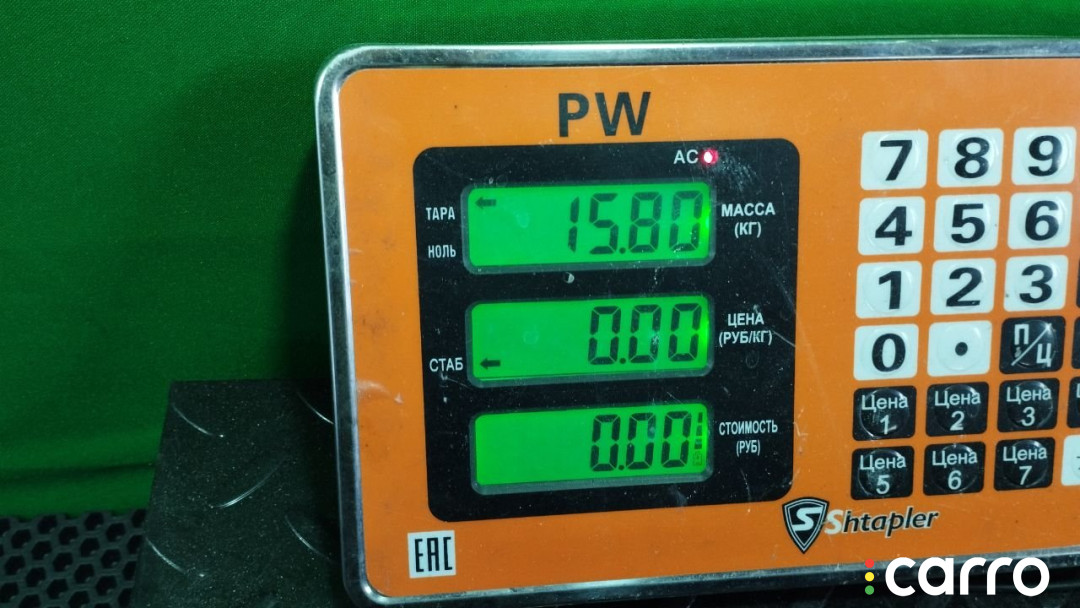 PW
AC
ТАРА
НОЛЬ
15.80
МАССА
(КГ)
СТАБ
0.00
ЦЕНА
(РУБ/КГ)
0.00
СТОИМОСТЬ
(РУБ)
7 8 9
4 5 6
1 2 3
0 • П/Ц
Цена 1 Цена 2 Цена 3
Цена 5 Цена 6 Цена 7
EAC
S Shtapler
carro